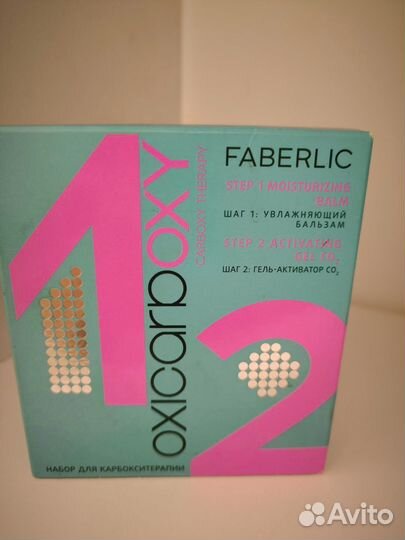 FABERLIC
STEP 1 MOISTURIZING
BALM
ШАГ 1: УВЛАЖНЯЮЩИЙ
БАЛЬЗАМ
STEP 2 ACTIVATING
GEL CO₂
ШАГ 2: ГЕЛЬ-АКТИВАТОР CO₂
1
oxicarboxy
CARBOXY THERAPY
2
НАБОР ДЛЯ КАРБОКСИТЕРАПИИ
Avito